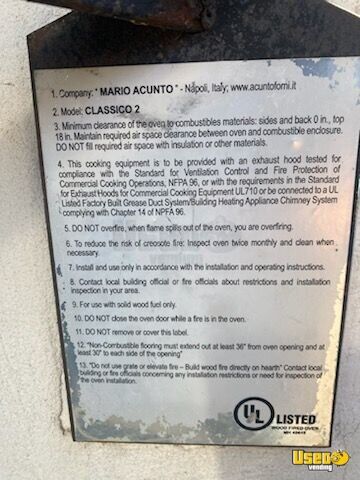 1. Company: " MARIO ACUNTO " - Napoli, Italy; www.acuntoforni.it
2. Model: CLASSICO 2
3. Minimum clearance of the oven to combustibles materials: sides and back 0 in., top
18 in. Maintain required air space clearance between oven and combustible enclosure.
DO NOT fill required air space with insulation or other materials.
4. This cooking equipment is to be provided with an exhaust hood tested for
compliance with the Standard for Ventilation Control and Fire Protection of
Commercial Cooking Operations, NFPA 96, or with the requirements in the Standard
for Exhaust Hoods for Commercial Cooking Equipment UL710 or be connected to a UL
Listed Factory Built Grease Duct System/Building Heating Appliance Chimney System
complying with Chapter 14 of NFPA 96.
5. DO NOT overfire, when flame spills out of the oven, you are overfiring.
6. To reduce the risk of creosote fire: Inspect oven twice monthly and clean when
necessary.
7. Install and use only in accordance with the installation and operating instructions.
8. Contact local building official or fire officials about restrictions and installation
inspection in your area.
9. For use with solid wood fuel only.
10. DO NOT close the oven door while a fire is in the oven.
11. DO NOT remove or cover this label.
12. "Non-Combustible flooring must extend out at least 36" from oven opening and at
least 30" to each side of the opening"
13. "Do not use grate or elevate fire – Build wood fire directly on hearth" Contact local
building or fire officials concerning any installation restrictions or need for inspection of
the oven installation.
UL LISTED
WOOD FIRED OVEN
Used
vending